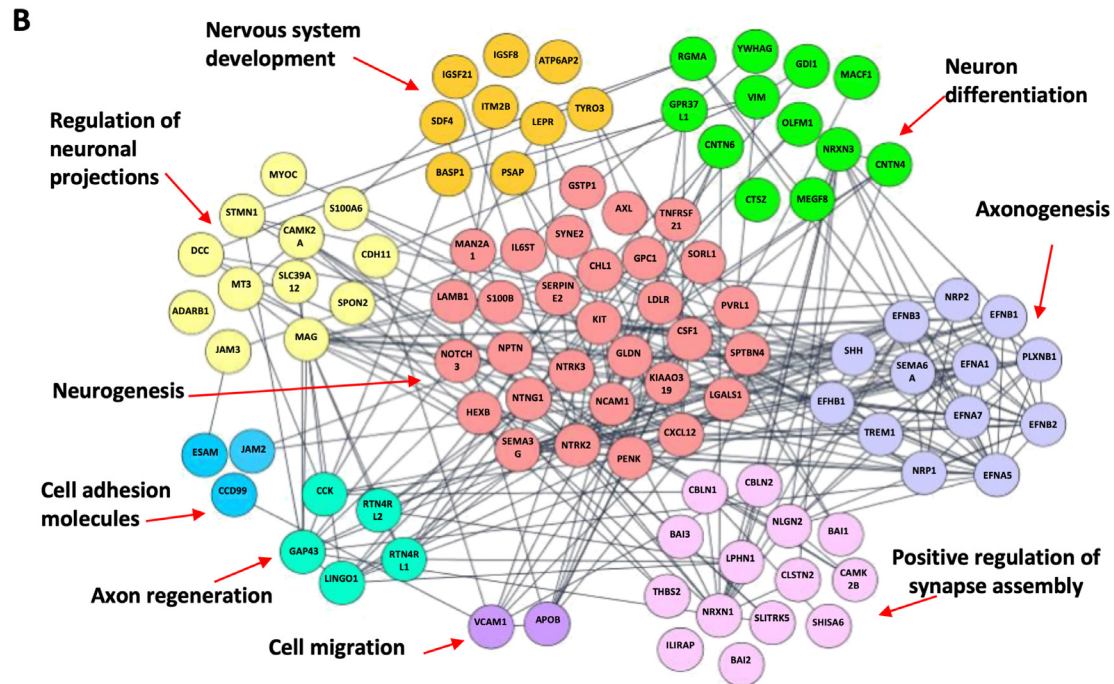 B
Nervous system
development
Regulation of
neuronal
projections
Neuron
differentiation
Axonogenesis
Neurogenesis
Cell adhesion
molecules
Axon regeneration
Cell migration
Positive regulation of
synapse assembly
IGSF21
IGSF8
ATP6AP2
SDF4
ITM2B
LEPR
TYRO3
BASP1
PSAP
RGMA
YWHAG
GDI1
MACF1
GPR37
L1
VIM
OLFM1
CNTN6
NRXN3
CNTN4
CTSZ
MEGF8
MYOC
STMN1
S100A6
CAMK2
A
DCC
CDH11
MT3
SLC39A
12
SPON2
ADARB1
MAG
JAM3
GSTP1
AXL
TNFRSF
21
MAN2A
1
IL6ST
SYNE2
CHL1
GPC1
SORL1
LAMB1
S100B
SERPIN
E2
LDLR
PVRL1
KIT
CSF1
NOTCH
3
NPTN
NTRK3
GLDN
SPTBN4
KIAAO3
19
HEXB
NTNG1
NCAM1
LGALS1
SEMA3
G
NTRK2
PENK
CXCL12
NRP2
EFNB3
EFNB1
SHH
SEMA6
A
EFNA1
PLXNB1
EFHB1
EFNA7
EFNB2
TREM1
NRP1
EFNA5
ESAM
JAM2
CCD99
CCK
RTN4R
L2
GAP43
RTN4R
L1
LINGO1
VCAM1
APOB
CBLN1
CBLN2
NLGN2
BAI1
BAI3
LPHN1
CLSTN2
CAMK
2B
THBS2
NRXN1
SLITRK5
SHISA6
ILIRAP
BAI2